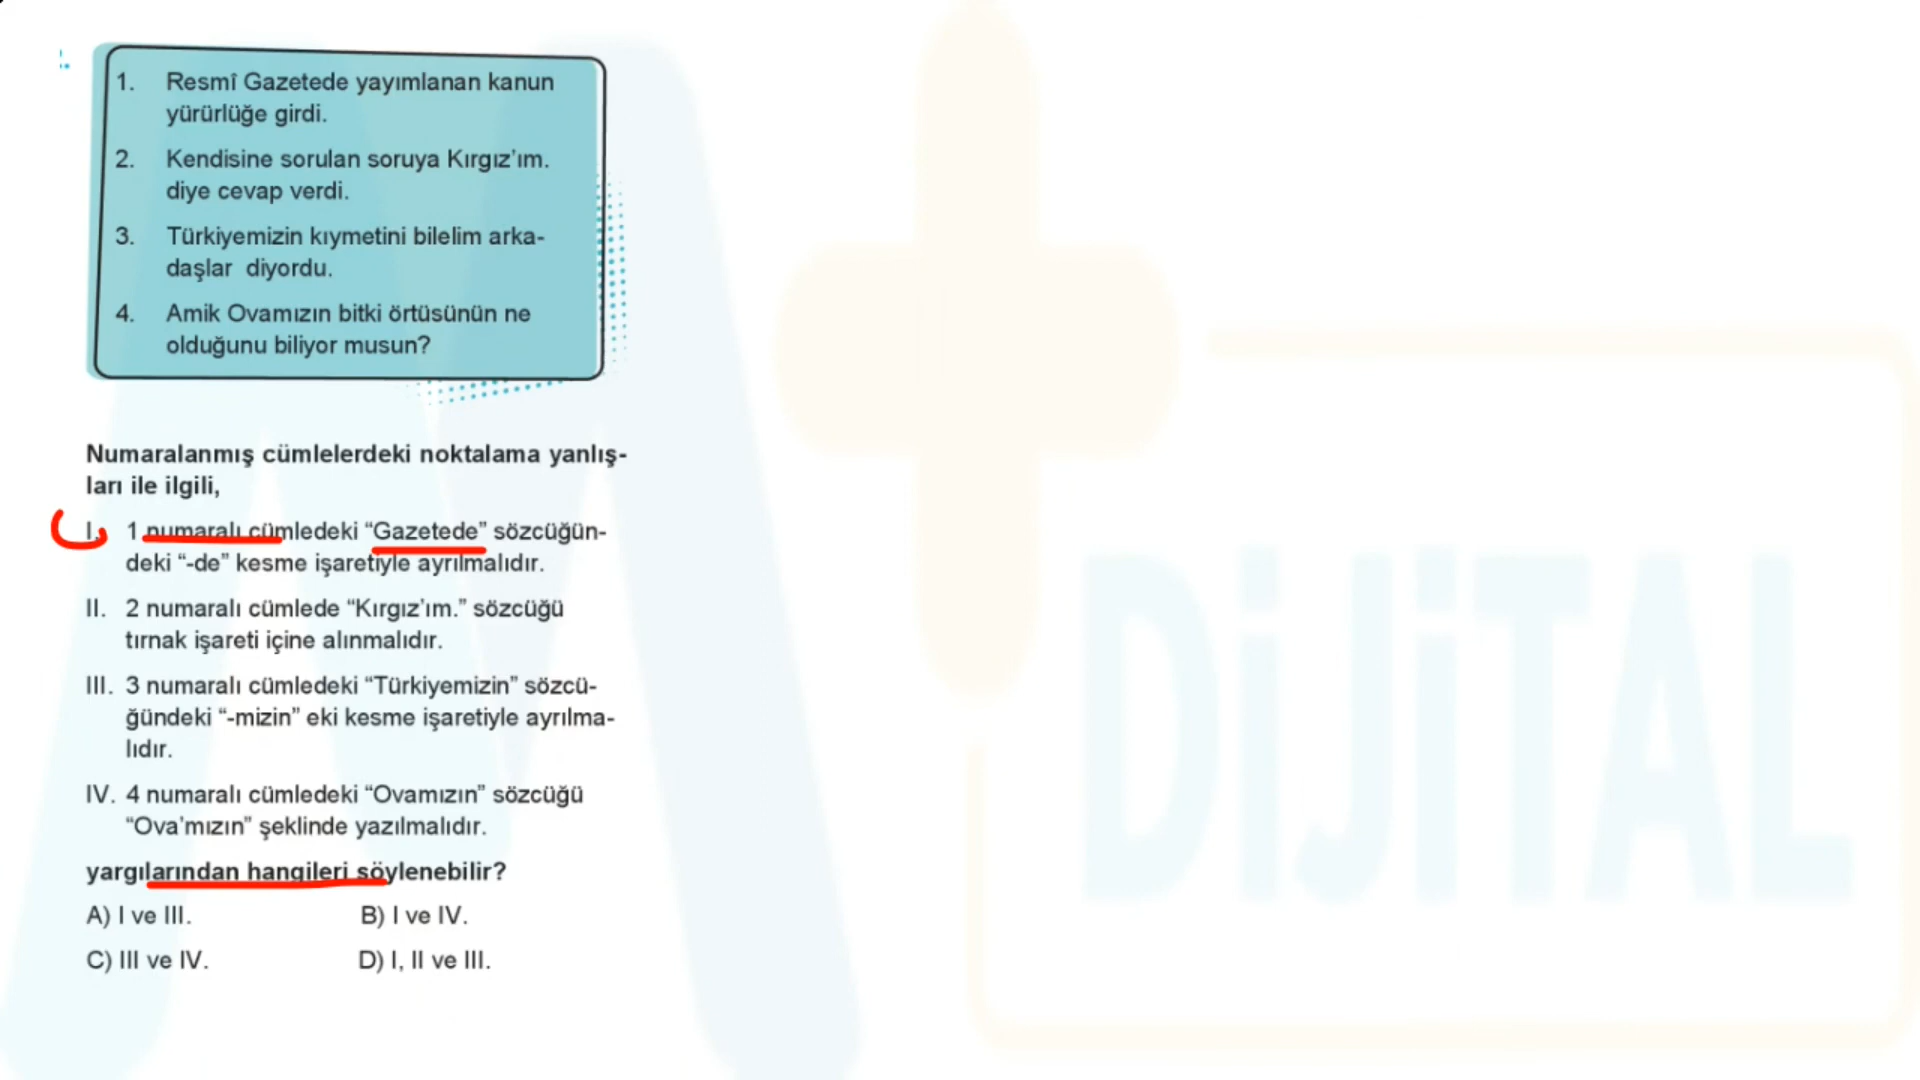 1. Resmî Gazetede yayımlanan kanun
yürürlüğe girdi.
2. Kendisine sorulan soruya Kırgız’ım.
diye cevap verdi.
3. Türkiyemizin kıymetini bilelim arka-
daşlar diyordu.
4. Amik Ovamızın bitki örtüsünün ne
olduğunu biliyor musun?
Numaralanmış cümlelerdeki noktalama yanlış-
ları ile ilgili,
I. 1 numaralı cümledeki “Gazetede” sözcüğün-
deki “-de” kesme işaretiyle ayrılmalıdır.
II. 2 numaralı cümlede “Kırgız’ım.” sözcüğü
tırnak işareti içine alınmalıdır.
III. 3 numaralı cümledeki “Türkiyemizin” sözcü-
ğündeki “-mizin” eki kesme işaretiyle ayrılma-
lıdır.
IV. 4 numaralı cümledeki “Ovamızın” sözcüğü
“Ova’mızın” şeklinde yazılmalıdır.
yargılarından hangileri söylenebilir?
A) I ve III.
B) I ve IV.
C) III ve IV.
D) I, II ve III.
DİJİTAL